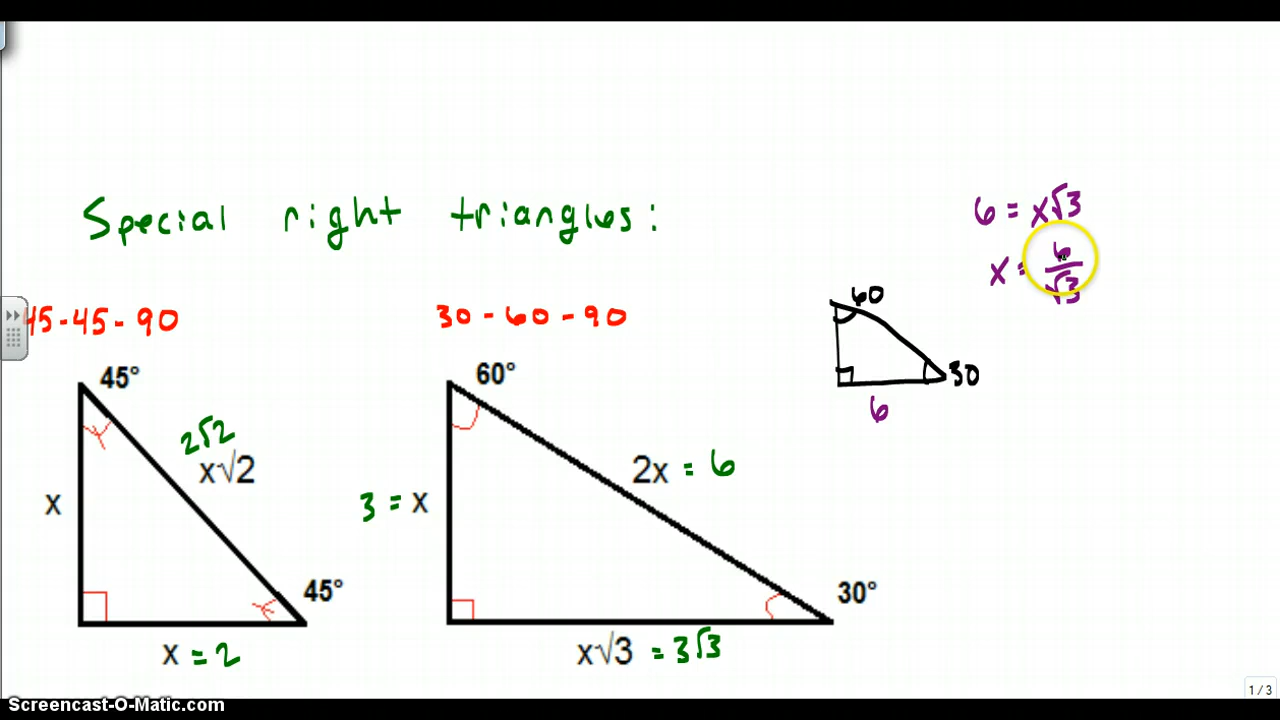 Special right triangles:
45-45-90
45°
2√2
x√2
x
45°
x = 2
30-60-90
60°
2x = 6
3 = x
30°
x√3 = 3√3
60
30
6
6 = x√3
x = 6/√3
1/3
Screencast-O-Matic.com